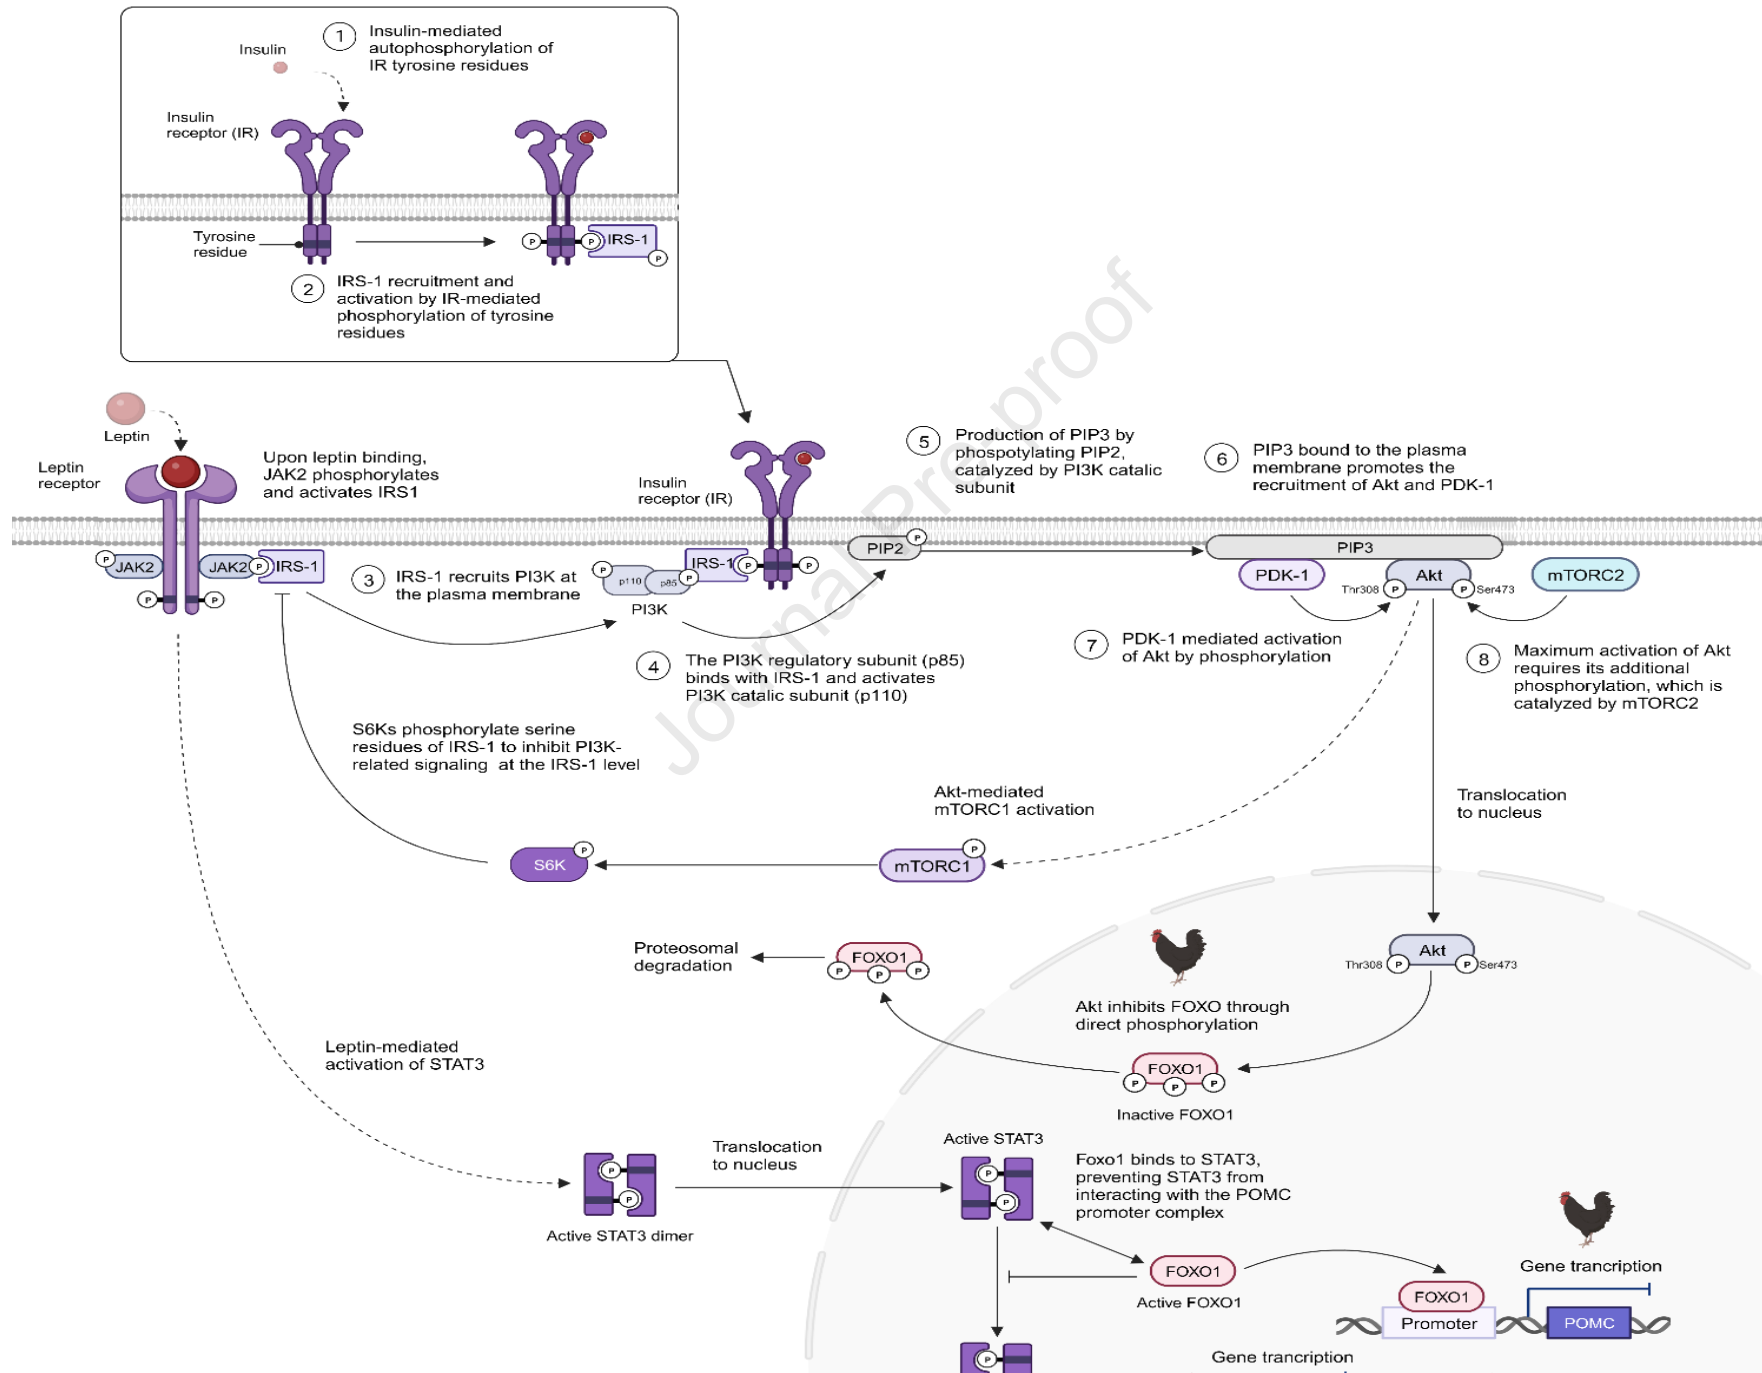 1
Insulin-mediated
autophosphorylation of
IR tyrosine residues
Insulin
Insulin
receptor (IR)
Tyrosine
residue
P
P
IRS-1
P
2
IRS-1 recruitment and
activation by IR-mediated
phosphorylation of tyrosine
residues
Leptin
Leptin
receptor
Upon leptin binding,
JAK2 phosphorylates
and activates IRS1
P
JAK2
JAK2
P
IRS-1
P
P
3
IRS-1 recruits PI3K at
the plasma membrane
Insulin
receptor (IR)
P
p110
p85
P
IRS-1
P
P
PI3K
4
The PI3K regulatory subunit (p85)
binds with IRS-1 and activates
PI3K catalic subunit (p110)
5
Production of PIP3 by
phospotylating PIP2,
catalyzed by PI3K catalic
subunit
PIP2
P
6
PIP3 bound to the plasma
membrane promotes the
recruitment of Akt and PDK-1
PIP3
PDK-1
Akt
mTORC2
Thr308
P
P
Ser473
7
PDK-1 mediated activation
of Akt by phosphorylation
8
Maximum activation of Akt
requires its additional
phosphorylation, which is
catalyzed by mTORC2
S6Ks phosphorylate serine
residues of IRS-1 to inhibit PI3K-
related signaling at the IRS-1 level
Akt-mediated
mTORC1 activation
Translocation
to nucleus
S6K
P
mTORC1
P
Journal Pre-proof
Proteosomal
degradation
FOXO1
P
P
P
Akt
Thr308
P
P
Ser473
Akt inhibits FOXO through
direct phosphorylation
FOXO1
P
P
P
Inactive FOXO1
Leptin-mediated
activation of STAT3
P
P
Active STAT3 dimer
Translocation
to nucleus
Active STAT3
P
P
Foxo1 binds to STAT3,
preventing STAT3 from
interacting with the POMC
promoter complex
FOXO1
Active FOXO1
Gene trancription
FOXO1
Promoter
POMC
P
Gene trancription